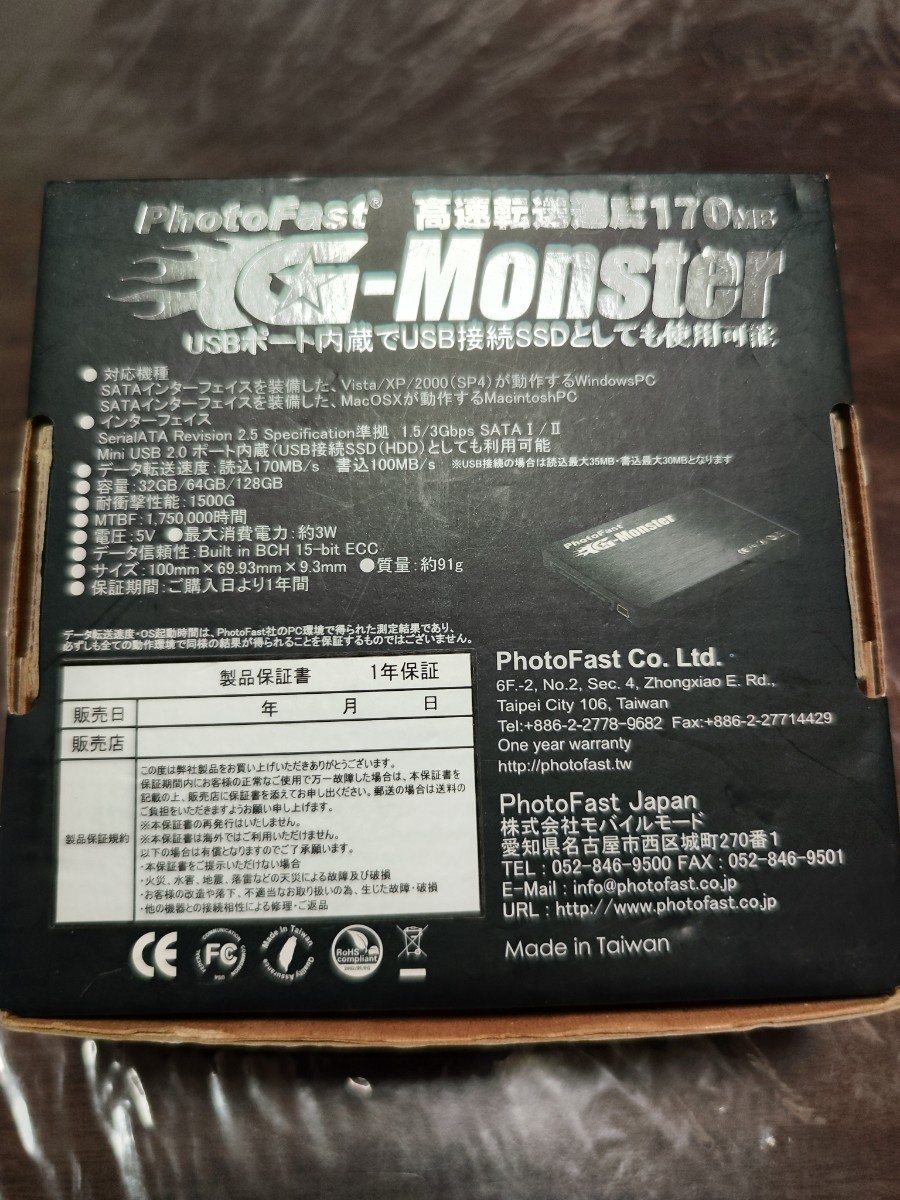 PhotoFast® 高速転送速度170MB
G-Monster
USBポート内蔵でUSB接続SSDとしても使用可能
● 対応機種
SATAインターフェイスを装備した、Vista/XP/2000(SP4)が動作するWindowsPC
SATAインターフェイスを装備した、MacOSXが動作するMacintoshPC
● インターフェイス
SerialATA Revision 2.5 Specification準拠 1.5/3Gbps SATA I/II
Mini USB 2.0 ポート内蔵(USB接続SSD(HDD)としても利用可能
● データ転送速度:読込170MB/s 書込100MB/s ※USB接続の場合は読込最大35MB・書込最大30MBとなります
● 容量:32GB/64GB/128GB
● 耐衝撃性能:1500G
● MTBF:1,750,000時間
● 電圧:5V ●最大消費電力:約3W
● データ信頼性:Built in BCH 15-bit ECC
● サイズ:100mm×69.93mm×9.3mm ●質量:約91g
● 保証期間:ご購入日より1年間
PhotoFast
G-Monster
データ転送速度・OS起動時間は、PhotoFast社のPC環境で得られた測定結果であり、
必ずしも全ての動作環境で同様の結果が得られることを保証するものではございません。
製品保証書 1年保証
販売日 年 月 日
販売店
製品保証規約
この度は弊社製品をお買い上げいただきありがとうございます。
保証期間内にお客様の正常なご使用で万一故障した場合は、本保証書を
記載の上、販売店に保証書を添えてお申し出ください。郵送の場合は送料の
ご負担をいただきますようお願い申し上げます。
※本保証書の再発行はいたしません。
※本保証書は海外ではご利用いただけません。
以下の場合は有償となりますのでご了承願います。
・本保証書をご提示いただけない場合
・火災、水害、地震、落雷などの天災による故障及び破損
・お客様の改造や落下、不適当なお取り扱いの為、生じた故障・破損
・他の機器との接続相性による修理・ご返品
PhotoFast Co. Ltd.
6F.-2, No.2, Sec. 4, Zhongxiao E. Rd.,
Taipei City 106, Taiwan
Tel:+886-2-2778-9682 Fax:+886-2-27714429
One year warranty
http://photofast.tw
PhotoFast Japan
株式会社モバイルモード
愛知県名古屋市西区城町270番1
TEL : 052-846-9500 FAX : 052-846-9501
E-Mail : info@photofast.co.jp
URL : http://www.photofast.co.jp
Made in Taiwan
CE
FC
Made in Taiwan
Quality Assurance
RoHS
compliant